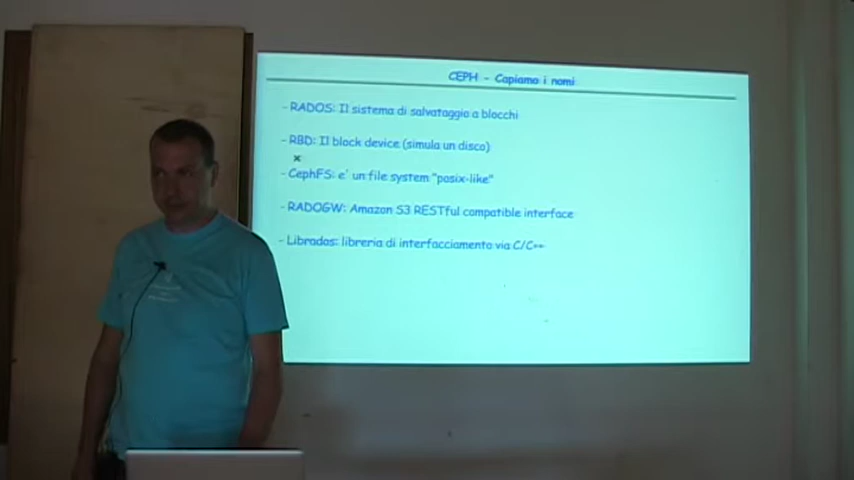 CEPH - Capiamo i nomi
- RADOS: Il sistema di salvataggio a blocchi
- RBD: Il block device (simula un disco)
- CephFS: e' un file system "posix-like"
- RADOGW: Amazon S3 RESTful compatible interface
- Librados: libreria di interfacciamento via C/C++